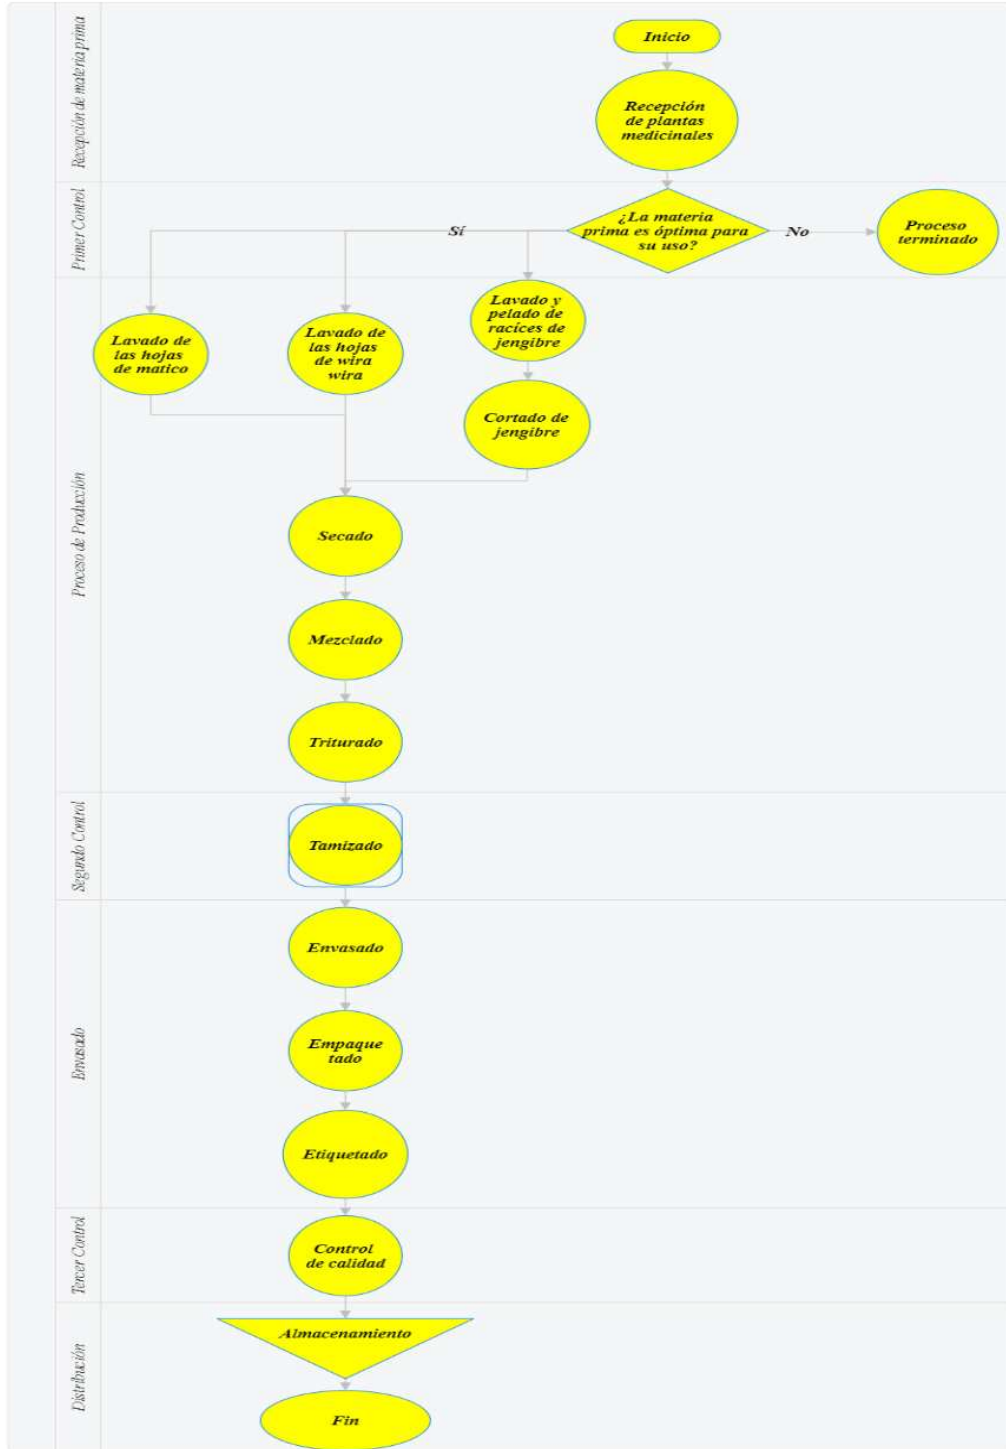 Recepción de materia prima
Inicio
Recepción
de plantas
medicinales
Primer Control
¿La materia
prima es óptima para
su uso?
Sí
No
Proceso
terminado
Proceso de Producción
Lavado de
las hojas
de matico
Lavado de
las hojas
de wira
wira
Lavado y
pelado de
racíces de
jengibre
Cortado de
jengibre
Secado
Mezclado
Triturado
Segundo Control
Tamizado
Envasado
Envasado
Empaque
tado
Etiquetado
Tercer Control
Control
de calidad
Distribución
Almacenamiento
Fin